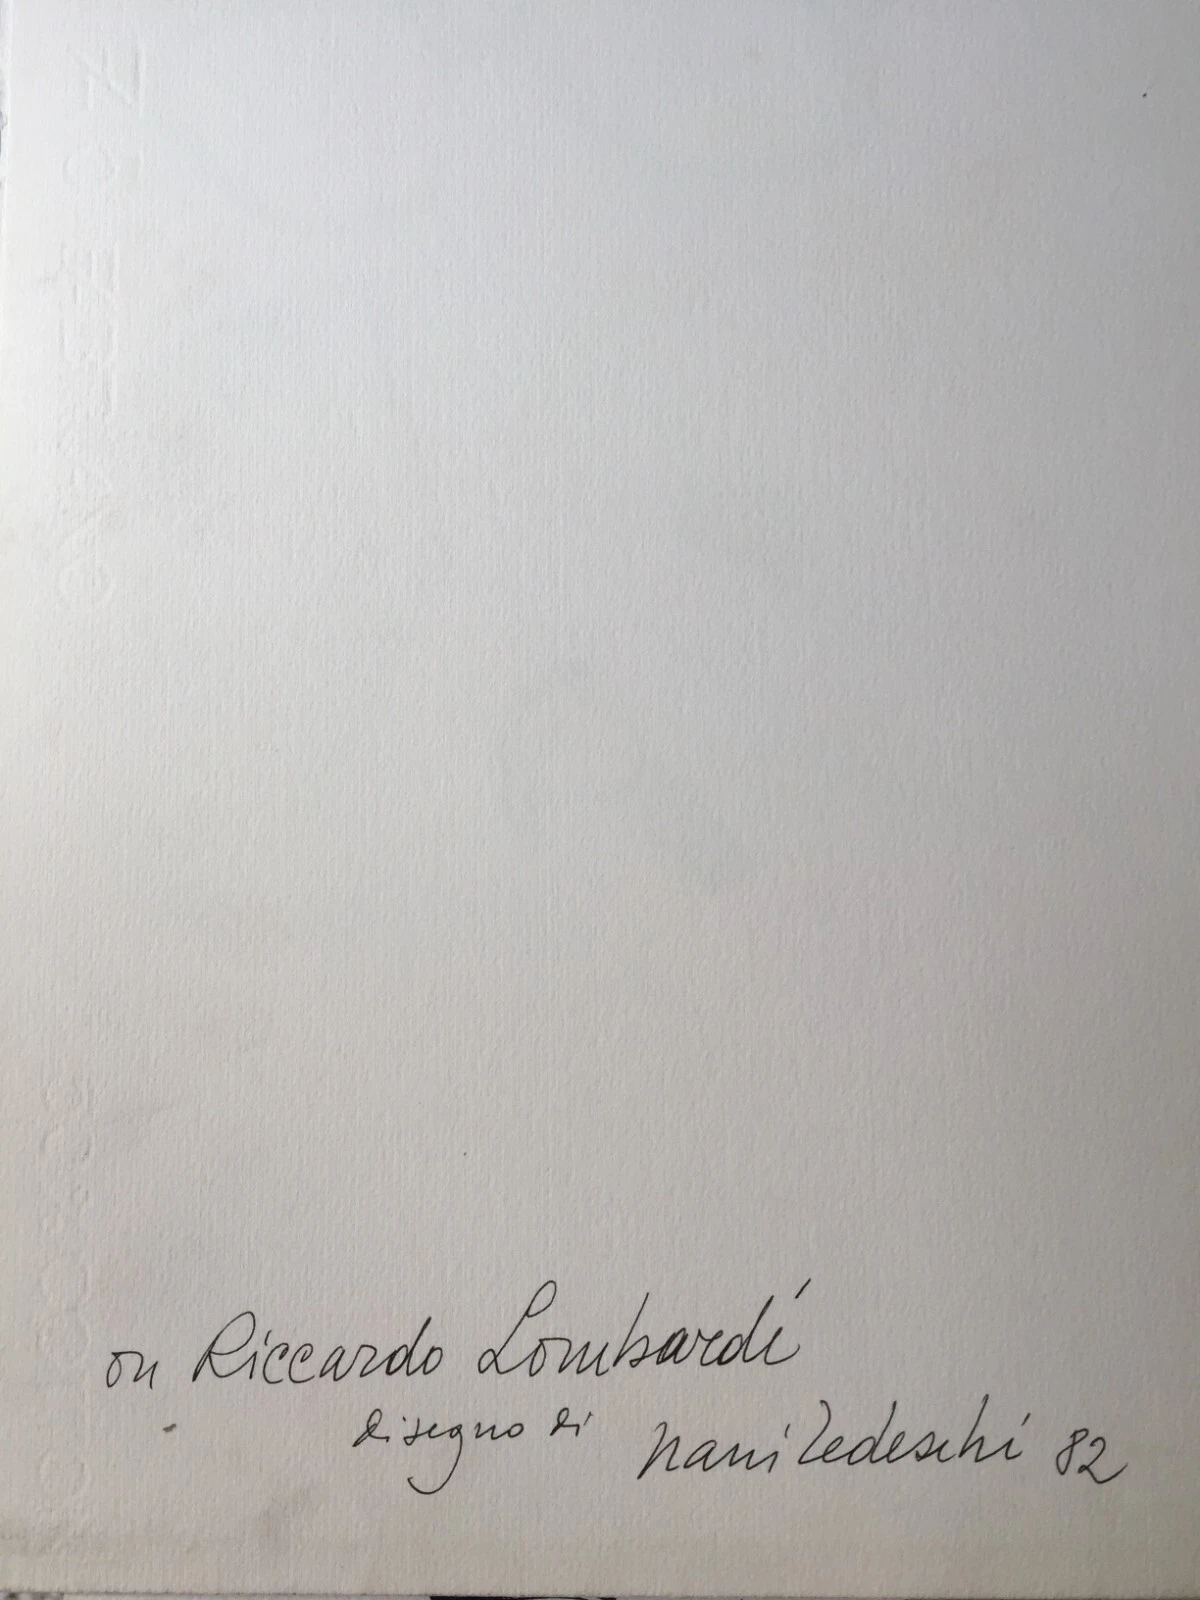 on Riccardo Lombardi
disegno di nani Tedeschi 82